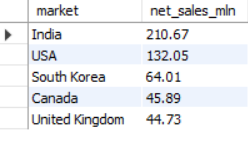 market net_sales_mln
India 210.67
USA 132.05
South Korea 64.01
Canada 45.89
United Kingdom 44.73